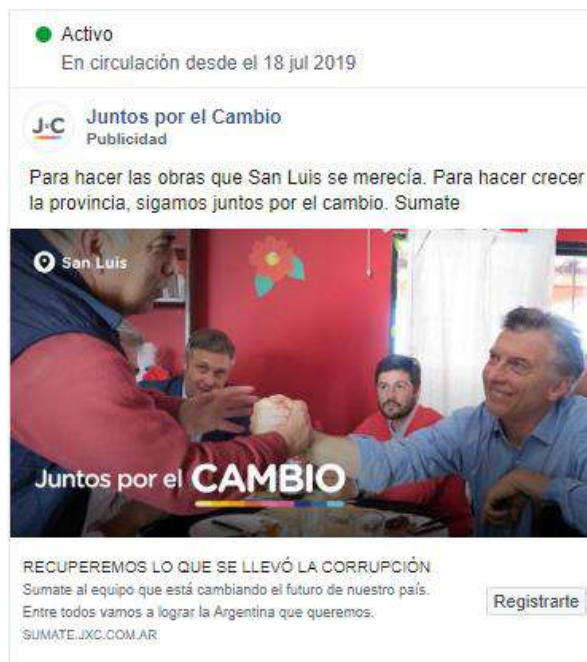 Activo
En circulación desde el 18 jul 2019
J×C
Juntos por el Cambio
Publicidad
Para hacer las obras que San Luis se merecía. Para hacer crecer
la provincia, sigamos juntos por el cambio. Sumate
San Luis
Juntos por el CAMBIO
RECUPEREMOS LO QUE SE LLEVÓ LA CORRUPCIÓN
Sumate al equipo que está cambiando el futuro de nuestro país.
Entre todos vamos a lograr la Argentina que queremos.
Registrarte
SUMATE.JXC.COM.AR